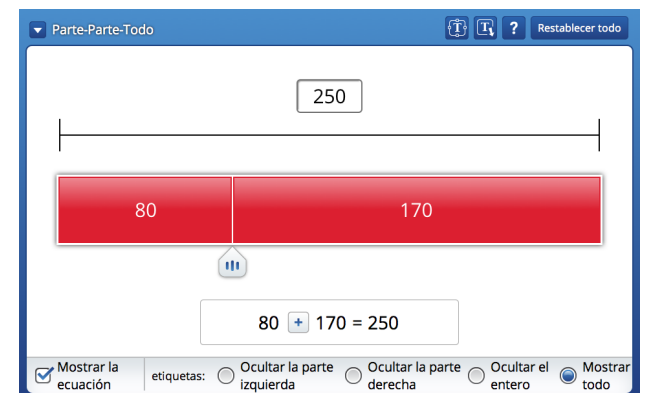 Parte-Parte-Todo
T T ? Restablecer todo
250
80 170
80 + 170 = 250
Mostrar la
ecuación
etiquetas:
Ocultar la parte
izquierda
Ocultar la parte
derecha
Ocultar el
entero
Mostrar
todo